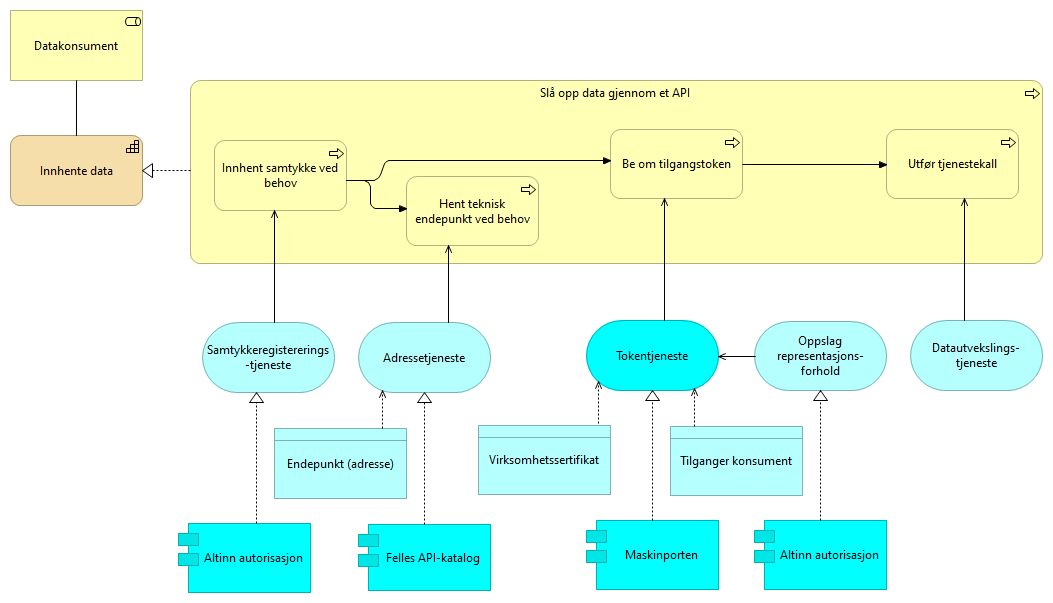 Datakonsument
Slå opp data gjennom et API
Innhente data
Innhent samtykke ved
behov
Hent teknisk
endepunkt ved behov
Be om tilgangstoken
Utfør tjenestekall
Samtykkeregistererings
-tjeneste
Adressetjeneste
Tokentjeneste
Oppslag
representasjons-
forhold
Datautvekslings-
tjeneste
Endepunkt (adresse)
Virksomhetssertifikat
Tilganger konsument
Altinn autorisasjon
Felles API-katalog
Maskinporten
Altinn autorisasjon